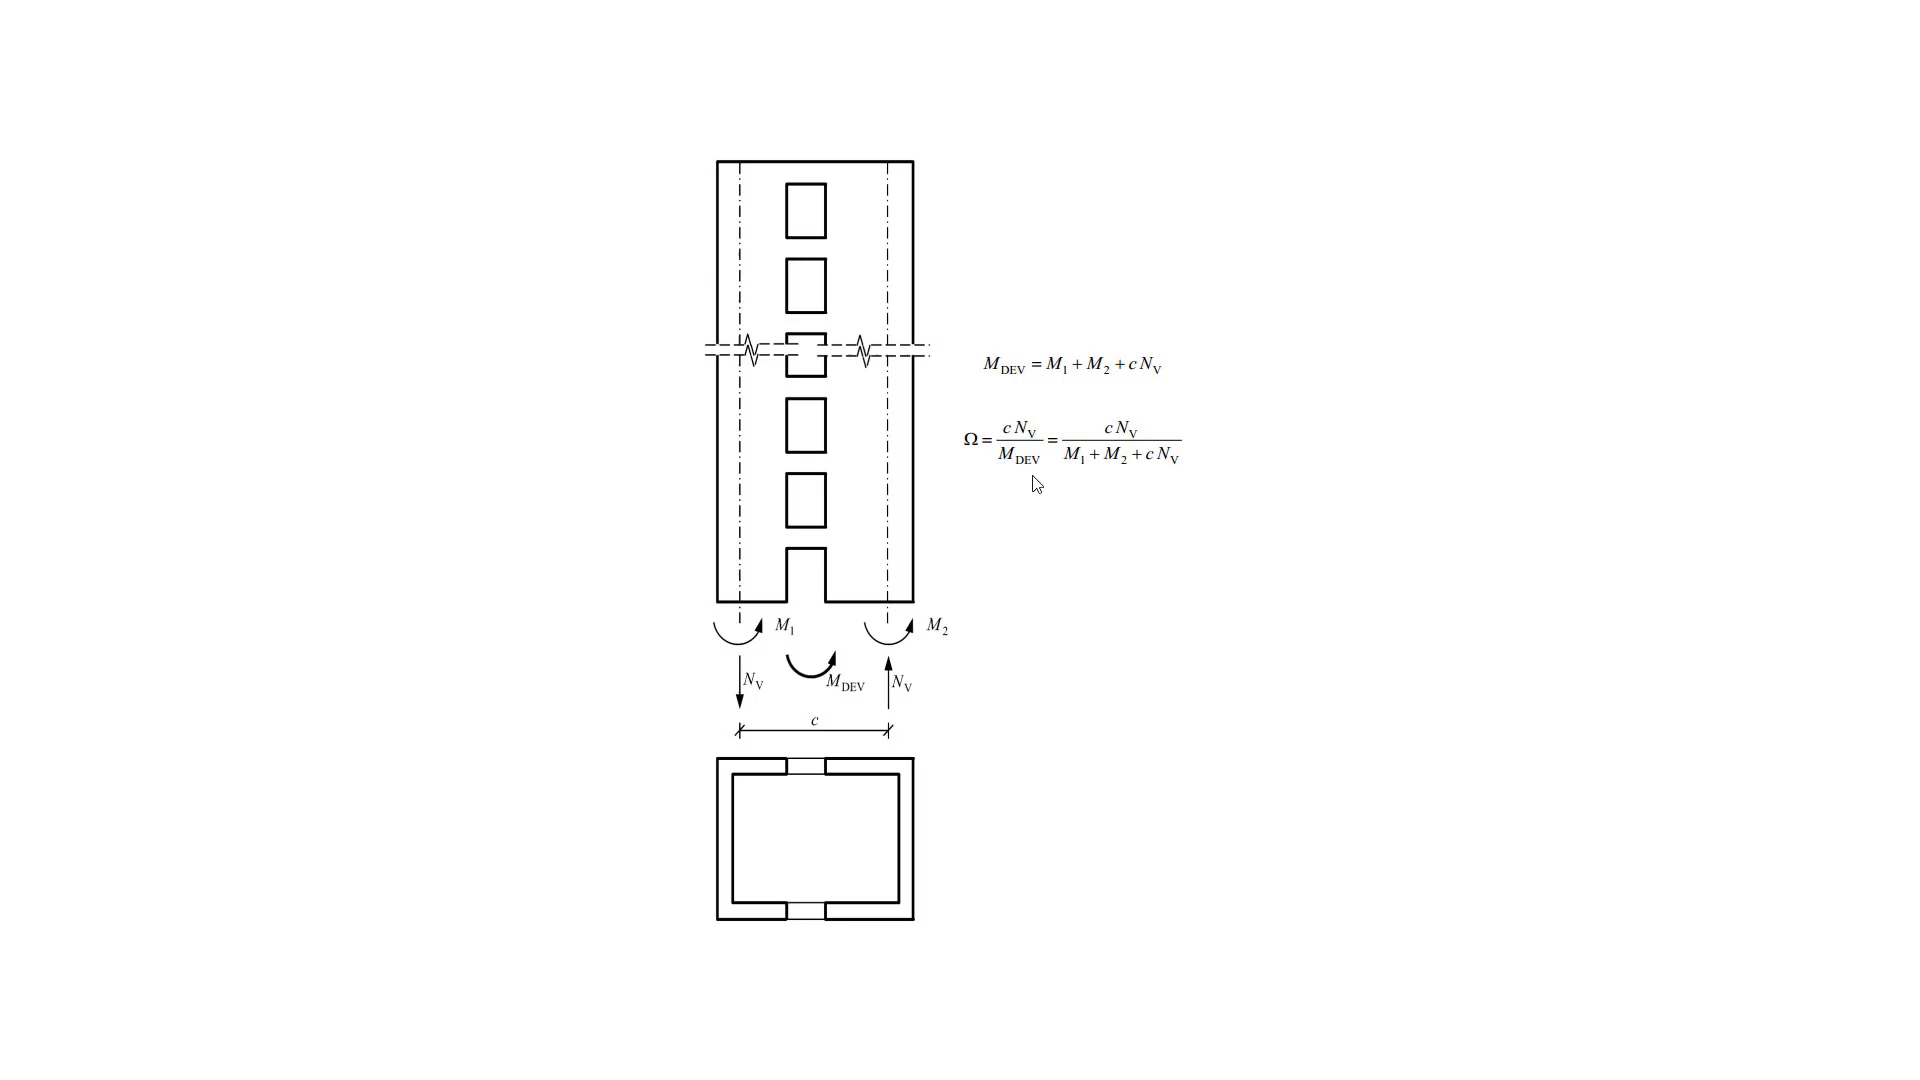 M_DEV = M_1 + M_2 + c N_V
Ω = c N_V / M_DEV = c N_V / (M_1 + M_2 + c N_V)
M_1
M_2
M_DEV
N_V
N_V
c